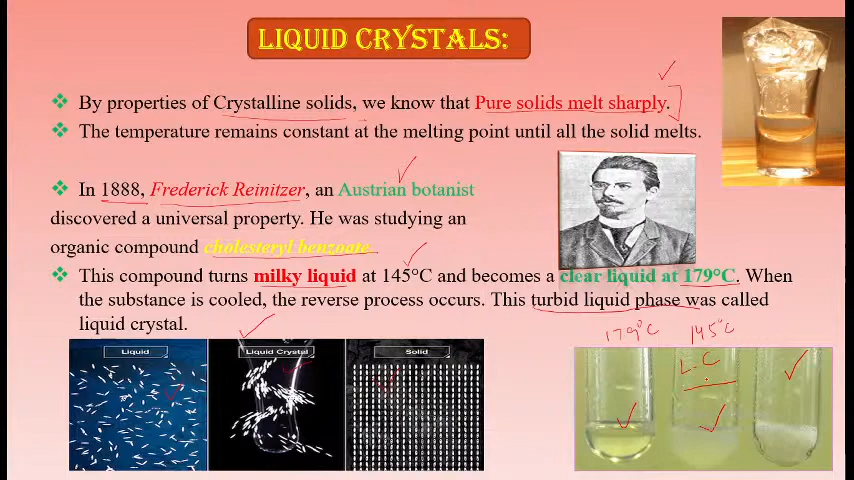 LIQUID CRYSTALS:
❖ By properties of Crystalline solids, we know that Pure solids melt sharply.
❖ The temperature remains constant at the melting point until all the solid melts.
❖ In 1888, Frederick Reinitzer, an Austrian botanist
discovered a universal property. He was studying an
organic compound cholesteryl benzoate
❖ This compound turns milky liquid at 145°C and becomes a clear liquid at 179°C. When
the substance is cooled, the reverse process occurs. This turbid liquid phase was called
liquid crystal.
179°C 145°C
Liquid Liquid Crystal Solid
L-C